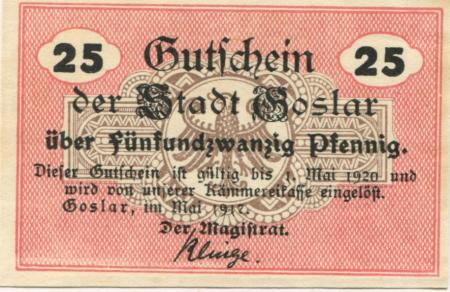 25 Gutschein 25
der Stadt Goslar
über Fünfundzwanzig Pfennig.
Dieser Gutschein ist gültig bis 1. Mai 1920 und
wird von unserer Kämmereikasse eingelöst.
Goslar, im Mai 1917.
Der Magistrat.
Klinge.